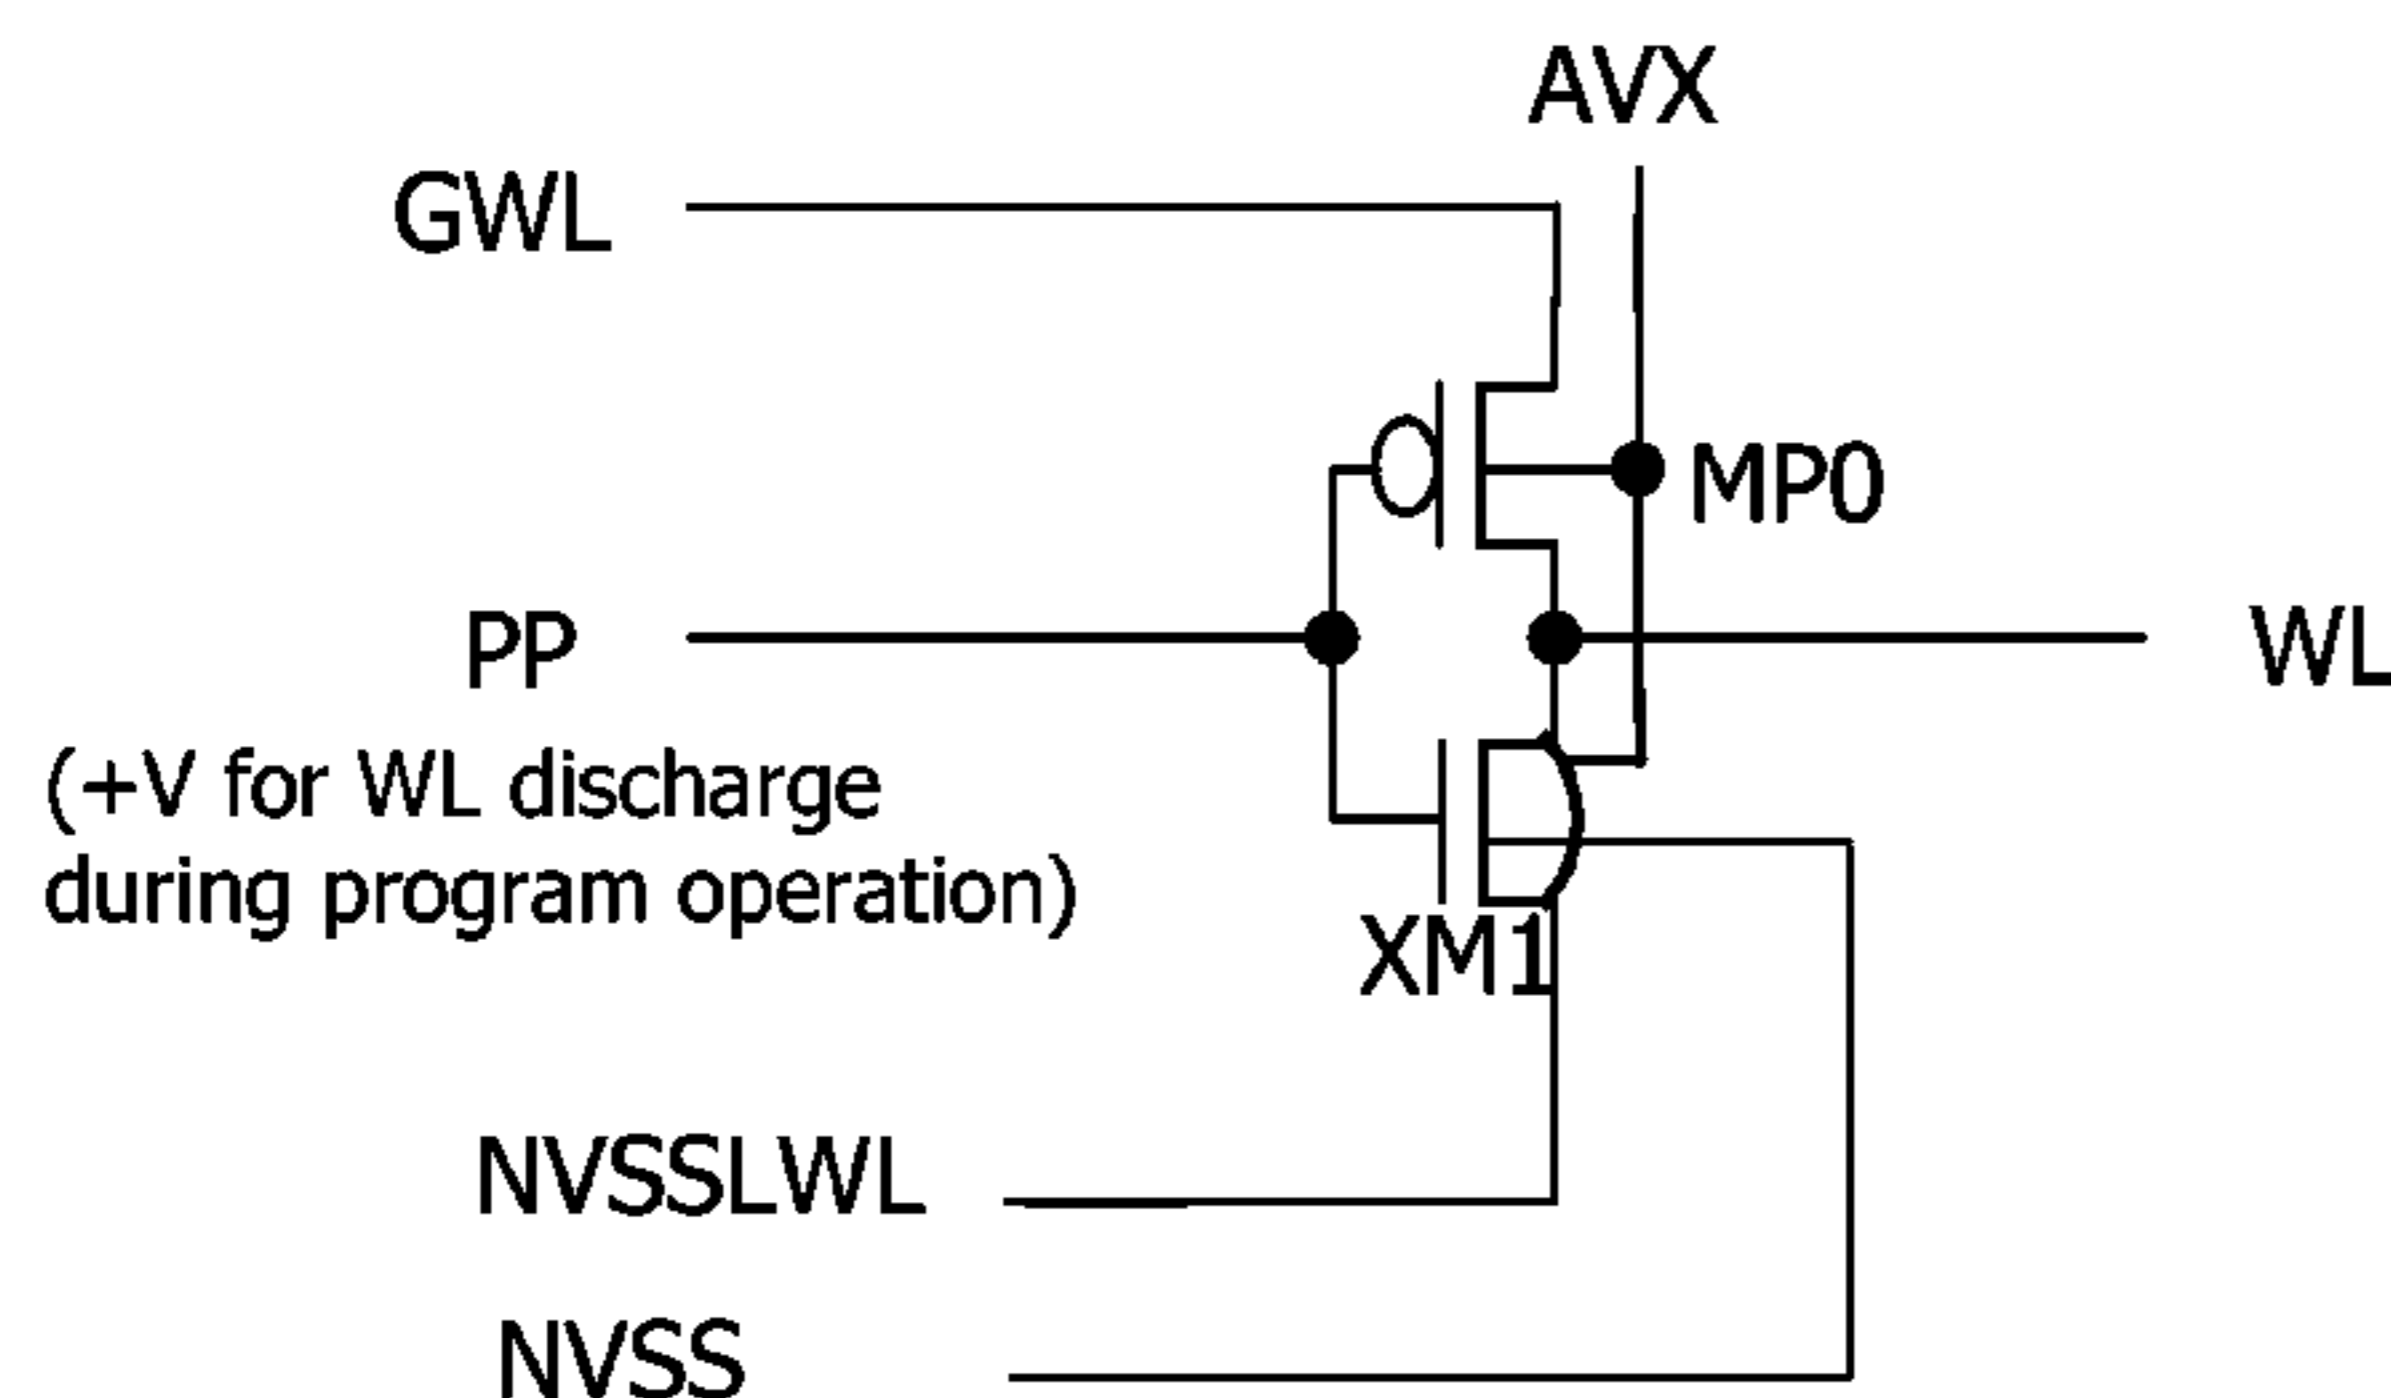 AVX
GWL
MP0
PP
WL
(+V for WL discharge
during program operation)
XM1
NVSSLWL
NVSS